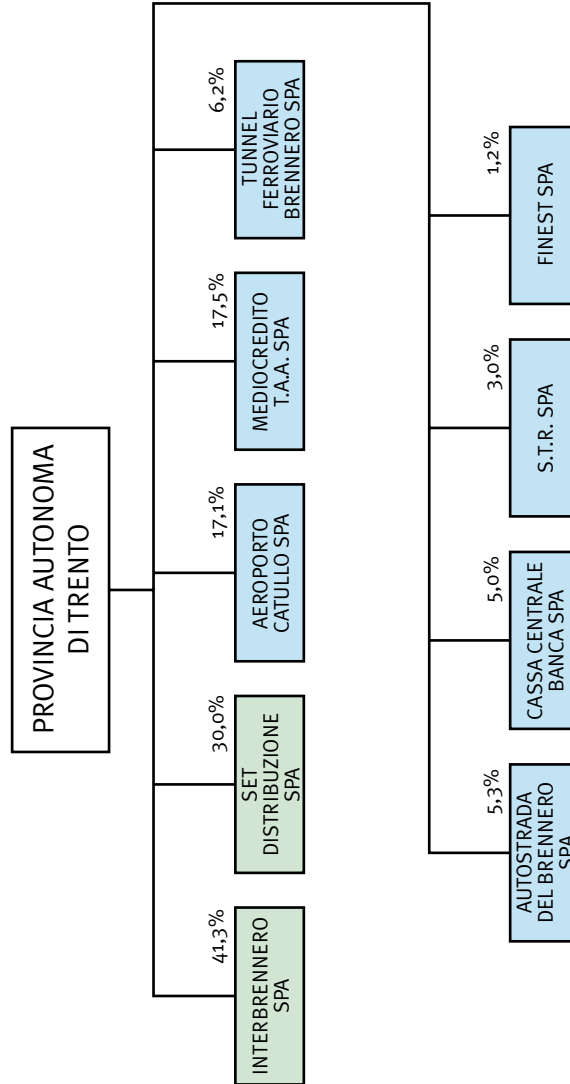 PROVINCIA AUTONOMA
DI TRENTO
41,3%
INTERBRENNERO
SPA
30,0%
SET
DISTRIBUZIONE
SPA
17,1%
AEROPORTO
CATULLO SPA
17,5%
MEDIOCREDITO
T.A.A. SPA
6,2%
TUNNEL
FERROVIARIO
BRENNERO SPA
5,3%
AUTOSTRADA
DEL BRENNERO
SPA
5,0%
CASSA CENTRALE
BANCA SPA
3,0%
S.T.R. SPA
1,2%
FINEST SPA